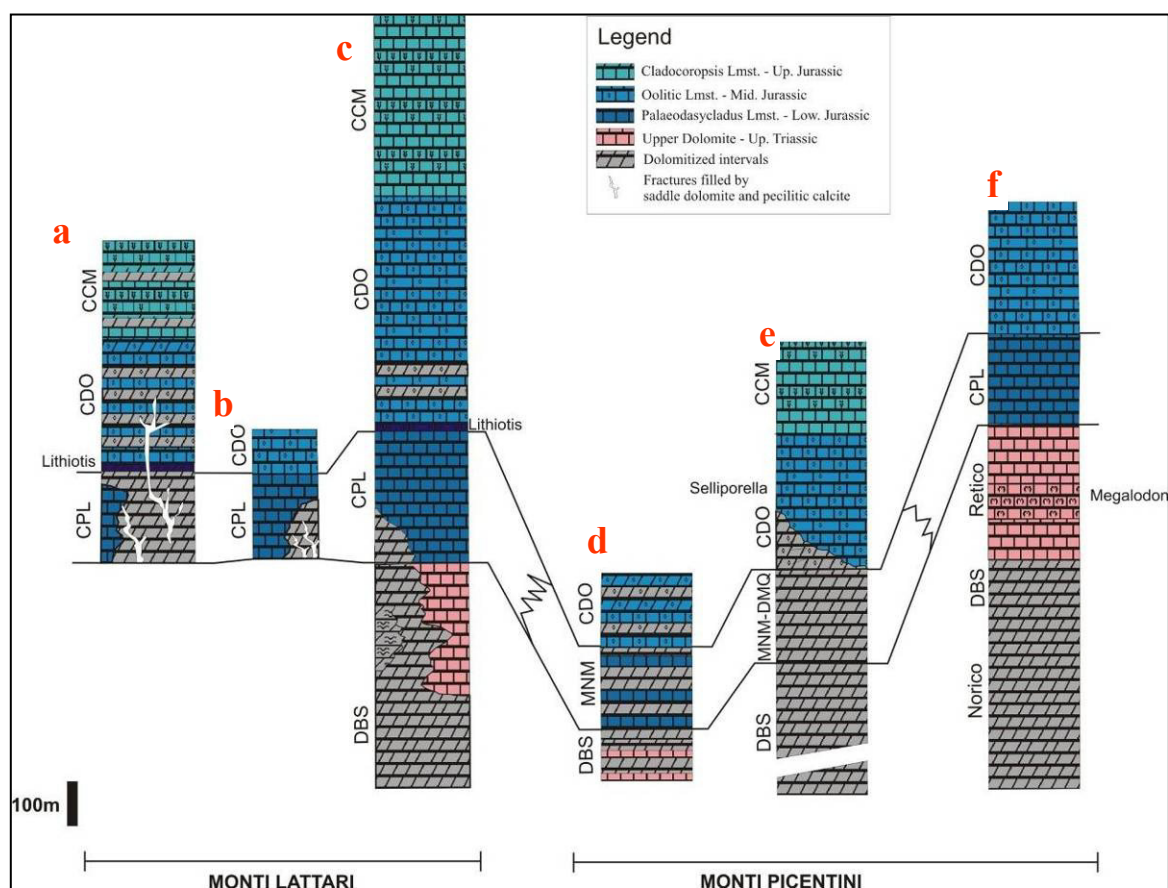 Legend
Cladocoropsis Lmst. - Up. Jurassic
Oolitic Lmst. - Mid. Jurassic
Palaeodasycladus Lmst. - Low. Jurassic
Upper Dolomite - Up. Triassic
Dolomitized intervals
Fractures filled by
saddle dolomite and pecilitic calcite
a
CCM
CDO
Lithiotis
CPL
b
CDO
CPL
c
CCM
CDO
Lithiotis
CPL
DBS
d
CDO
MNM
DBS
e
CCM
Selliporella
CDO
MNM-DMQ
DBS
f
CDO
CPL
Retico
Megalodon
DBS
Norico
100m
MONTI LATTARI
MONTI PICENTINI